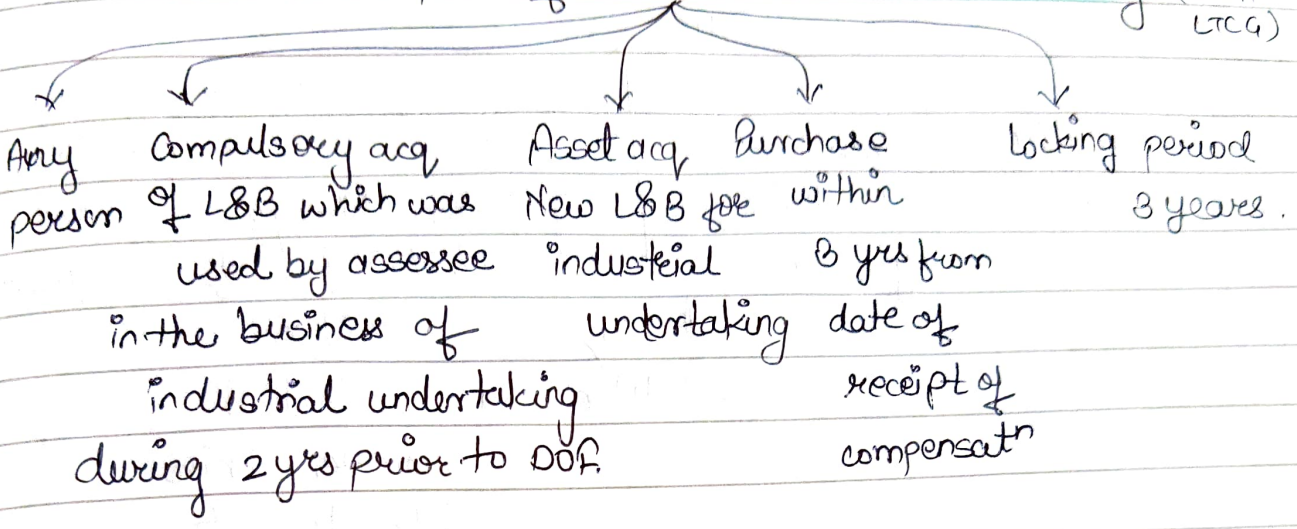 LTCG)
Any
person
Compulsory acq
of L&B which was
used by assessee
in the business of
industrial undertaking
during 2 yrs prior to DOF.
Asset acq
New L&B for
industrial
undertaking
Purchase
within
3 yrs from
date of
receipt of
compensatn
Locking period
3 years.